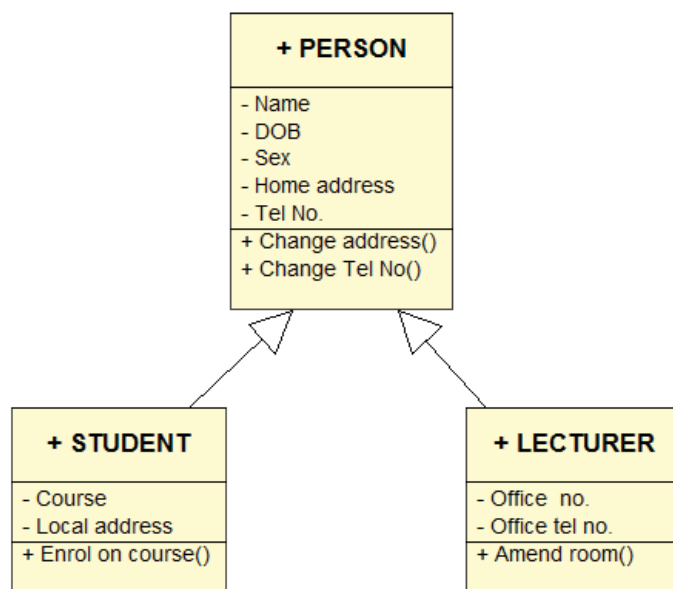 + PERSON
- Name
- DOB
- Sex
- Home address
- Tel No.
+ Change address()
+ Change Tel No()
+ STUDENT
- Course
- Local address
+ Enrol on course()
+ LECTURER
- Office no.
- Office tel no.
+ Amend room()